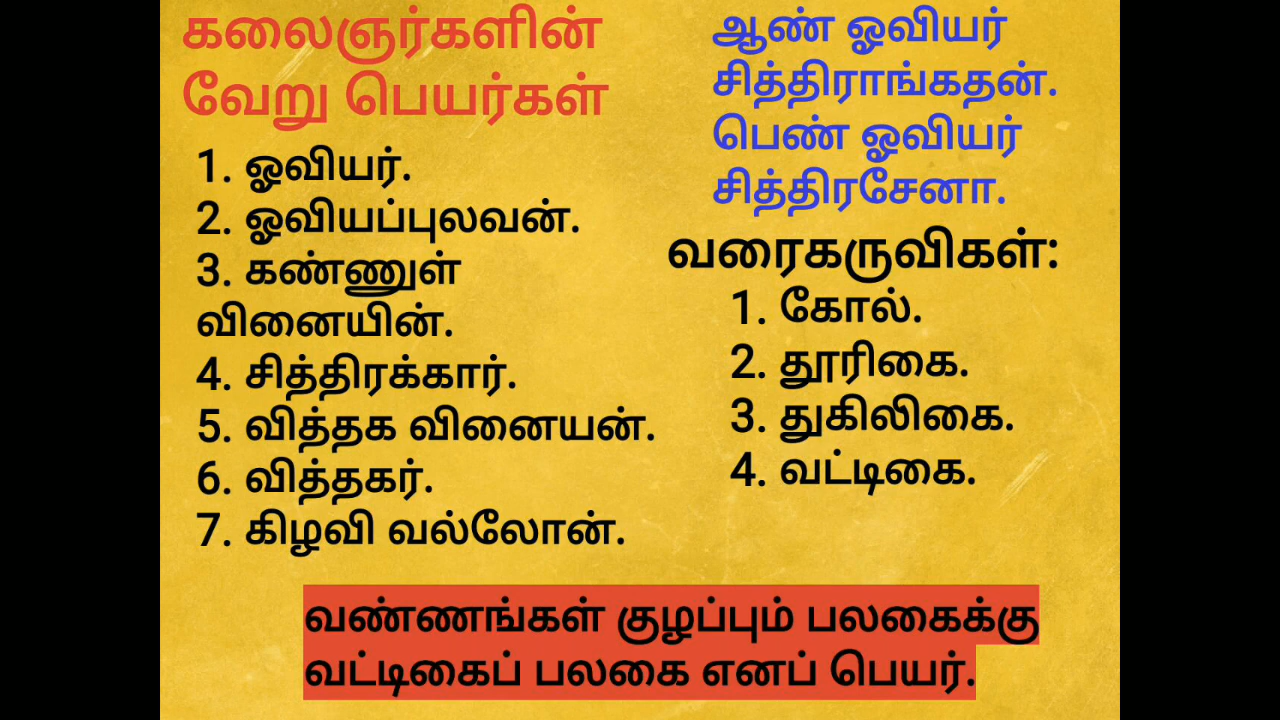 கலைஞர்களின்
வேறு பெயர்கள்
1. ஓவியர்.
2. ஓவியப்புலவன்.
3. கண்ணுள்
வினையின்.
4. சித்திரக்கார்.
5. வித்தக வினையன்.
6. வித்தகர்.
7. கிழவி வல்லோன்.
ஆண் ஓவியர்
சித்திராங்கதன்.
பெண் ஓவியர்
சித்திரசேனா.
வரைகருவிகள்:
1. கோல்.
2. தூரிகை.
3. துகிலிகை.
4. வட்டிகை.
வண்ணங்கள் குழப்பும் பலகைக்கு
வட்டிகைப் பலகை எனப் பெயர்.